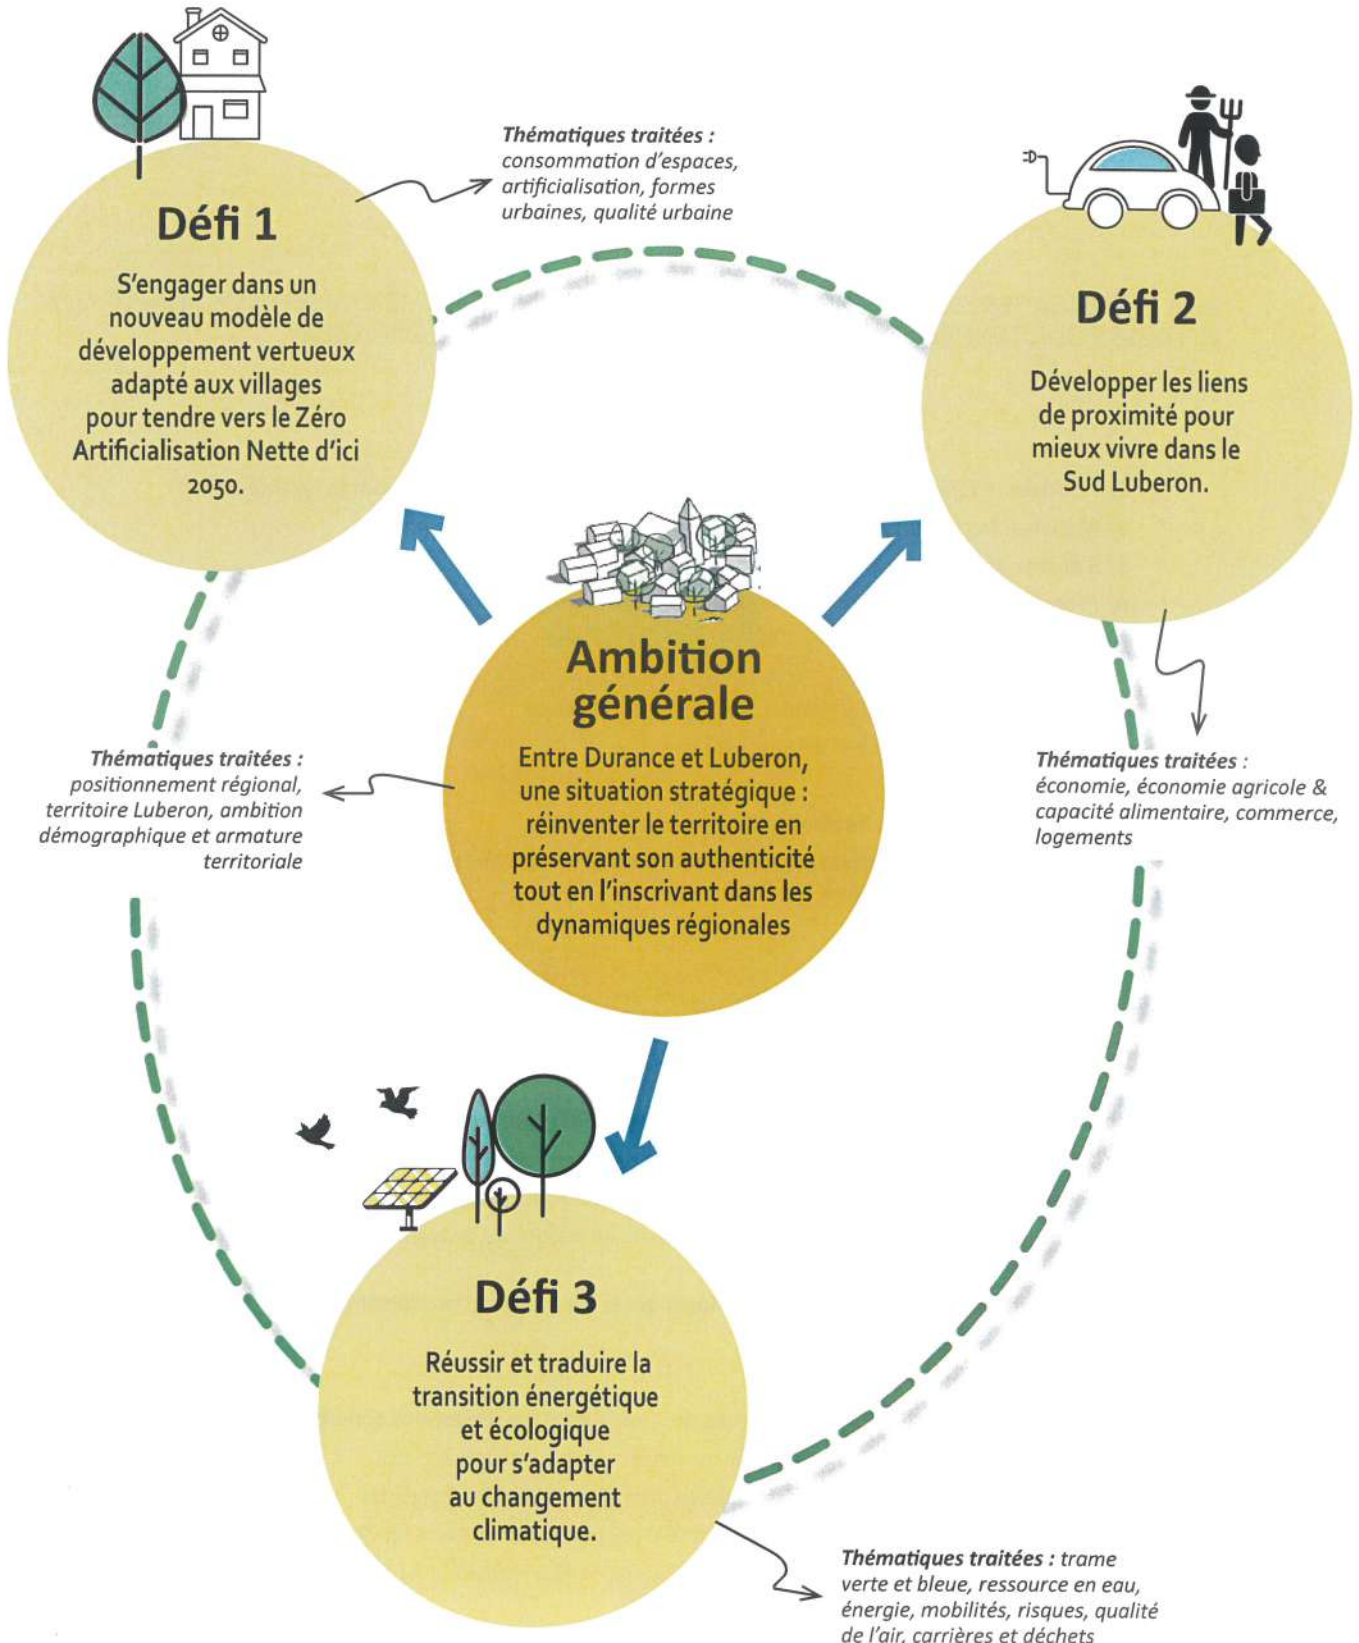 Thématiques traitées :
consommation d'espaces,
artificialisation, formes
urbaines, qualité urbaine
Défi 1
S'engager dans un
nouveau modèle de
développement vertueux
adapté aux villages
pour tendre vers le Zéro
Artificialisation Nette d'ici
2050.
Défi 2
Développer les liens
de proximité pour
mieux vivre dans le
Sud Luberon.
Ambition
générale
Entre Durance et Luberon,
une situation stratégique :
réinventer le territoire en
préservant son authenticité
tout en l'inscrivant dans les
dynamiques régionales
Thématiques traitées :
positionnement régional,
territoire Luberon, ambition
démographique et armature
territoriale
Thématiques traitées :
économie, économie agricole &
capacité alimentaire, commerce,
logements
Défi 3
Réussir et traduire la
transition énergétique
et écologique
pour s'adapter
au changement
climatique.
Thématiques traitées : trame
verte et bleue, ressource en eau,
énergie, mobilités, risques, qualité
de l'air, carrières et déchets